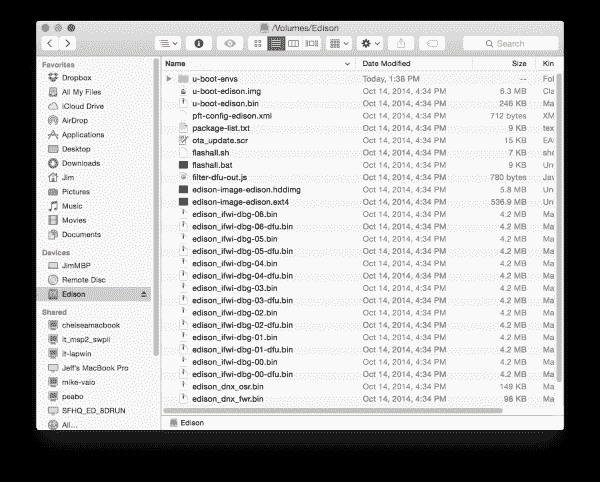 /Volumes/Edison
Search
Favorites
Dropbox
All My Files
iCloud Drive
AirDrop
Applications
Desktop
Downloads
Jim
Pictures
Music
Movies
Documents
Devices
JimMBP
Remote Disc
Edison
Shared
chelseamacbook
lt_msp2_swpli
lt-lapwin
Jeff's MacBook Pro
mike-vaio
peabo
SFHQ_EO_8DRUN
All...
Name Date Modified Size Kin
u-boot-envs Today, 1:38 PM -- Fol
u-boot-edison.img Oct 14, 2014, 4:34 PM 6.3 MB Cla
u-boot-edison.bin Oct 14, 2014, 4:34 PM 246 KB Ma
pft-config-edison.xml Oct 14, 2014, 4:34 PM 712 bytes XM
package-list.txt Oct 14, 2014, 4:34 PM 9 KB tex
ota_update.scr Oct 14, 2014, 4:34 PM 15 KB EA
flashall.sh Oct 14, 2014, 4:34 PM 7 KB she
flashall.bat Oct 14, 2014, 4:34 PM 9 KB Un
filter-dfu-out.js Oct 14, 2014, 4:34 PM 780 bytes Jav
edison-image-edison.hddimg Oct 14, 2014, 4:34 PM 5.8 MB Un
edison-image-edison.ext4 Oct 14, 2014, 4:34 PM 536.9 MB Un
edison_ifwi-dbg-06.bin Oct 14, 2014, 4:34 PM 4.2 MB Ma
edison_ifwi-dbg-06-dfu.bin Oct 14, 2014, 4:34 PM 4.2 MB Ma
edison_ifwi-dbg-05.bin Oct 14, 2014, 4:34 PM 4.2 MB Ma
edison_ifwi-dbg-05-dfu.bin Oct 14, 2014, 4:34 PM 4.2 MB Ma
edison_ifwi-dbg-04.bin Oct 14, 2014, 4:34 PM 4.2 MB Ma
edison_ifwi-dbg-04-dfu.bin Oct 14, 2014, 4:34 PM 4.2 MB Ma
edison_ifwi-dbg-03.bin Oct 14, 2014, 4:34 PM 4.2 MB Ma
edison_ifwi-dbg-03-dfu.bin Oct 14, 2014, 4:34 PM 4.2 MB Ma
edison_ifwi-dbg-02.bin Oct 14, 2014, 4:34 PM 4.2 MB Ma
edison_ifwi-dbg-02-dfu.bin Oct 14, 2014, 4:34 PM 4.2 MB Ma
edison_ifwi-dbg-01.bin Oct 14, 2014, 4:34 PM 4.2 MB Ma
edison_ifwi-dbg-01-dfu.bin Oct 14, 2014, 4:34 PM 4.2 MB Ma
edison_ifwi-dbg-00.bin Oct 14, 2014, 4:34 PM 4.2 MB Ma
edison_ifwi-dbg-00-dfu.bin Oct 14, 2014, 4:34 PM 4.2 MB Ma
edison_dnx_osr.bin Oct 14, 2014, 4:34 PM 149 KB Ma
edison_dnx_fwr.bin Oct 14, 2014, 4:34 PM 98 KB Ma
Edison